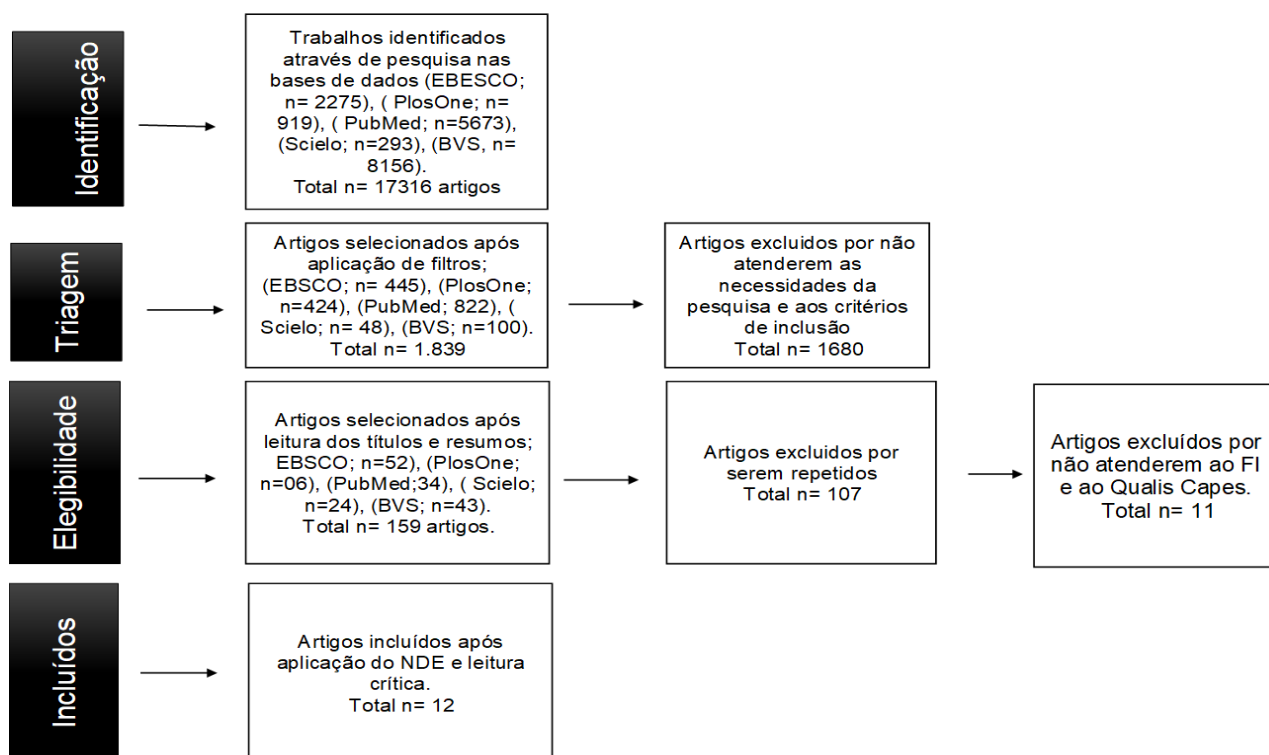 Identificação
Trabalhos identificados
através de pesquisa nas
bases de dados (EBESCO;
n= 2275), ( PlosOne; n=
919), ( PubMed; n=5673),
(Scielo; n=293), (BVS, n=
8156).
Total n= 17316 artigos
Triagem
Artigos selecionados após
aplicação de filtros;
(EBSCO; n= 445), (PlosOne;
n=424), (PubMed; 822), (
Scielo; n= 48), (BVS; n=100).
Total n= 1.839
Artigos excluidos por não
atenderem as
necessidades da
pesquisa e aos critérios
de inclusão
Total n= 1680
Elegibilidade
Artigos selecionados após
leitura dos títulos e resumos;
EBSCO; n=52), (PlosOne;
n=06), (PubMed;34), ( Scielo;
n=24), (BVS; n=43).
Total n= 159 artigos.
Artigos excluidos por
serem repetidos
Total n= 107
Artigos excluídos por
não atenderem ao FI
e ao Qualis Capes.
Total n= 11
Incluídos
Artigos incluídos após
aplicação do NDE e leitura
crítica.
Total n= 12